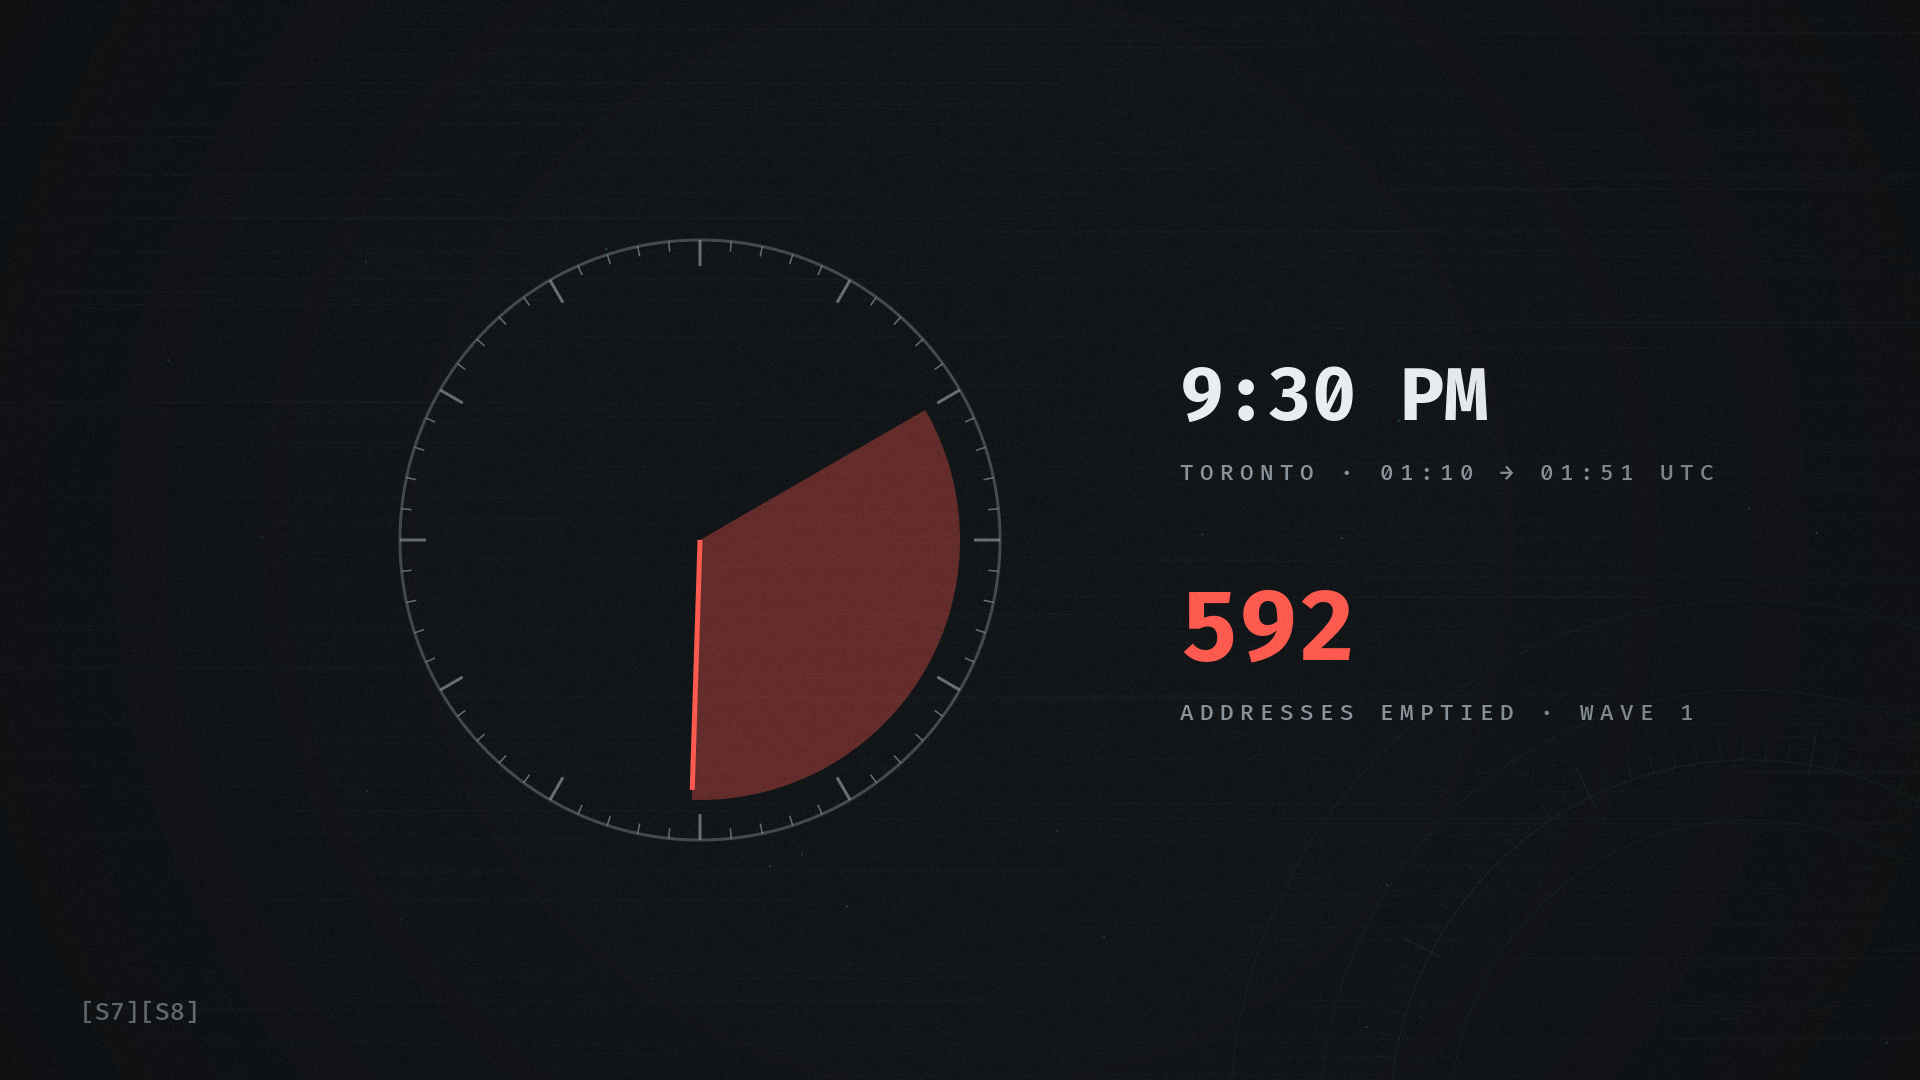 9:30 PM
TORONTO · 01:10 → 01:51 UTC
592
ADDRESSES EMPTIED · WAVE 1
[S7][S8]